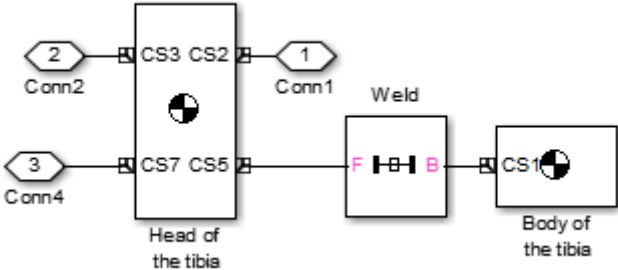 2
Conn2
CS3 CS2
1
Conn1
Weld
3
Conn4
CS7 CS5
F
B
CS1
Head of
the tibia
Body of
the tibia